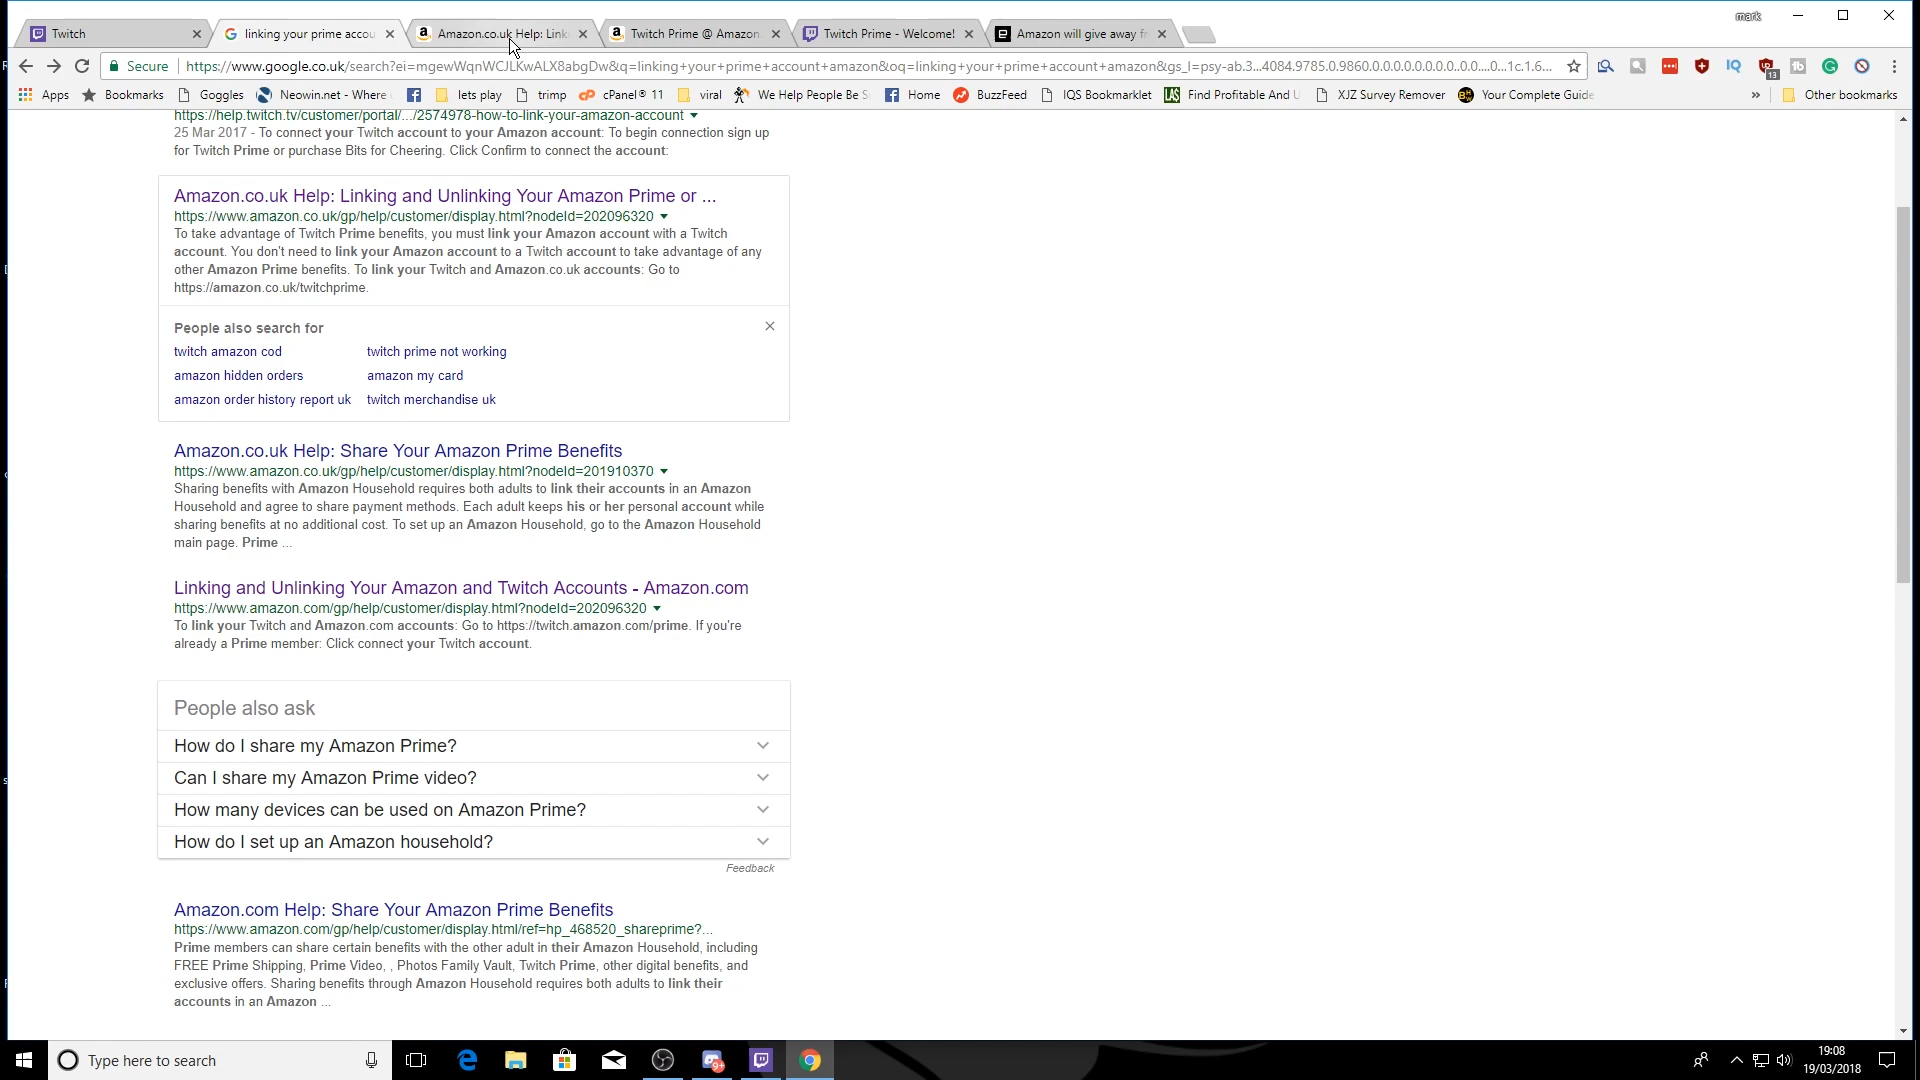 mark
Twitch
linking your prime accou
Amazon.co.uk Help: Link
Twitch Prime @ Amazon.
Twitch Prime - Welcome!
Amazon will give away fr
Secure
https://www.google.co.uk/search?ei=mgewWqnWCJLKwALX8abgDw&q=linking+your+prime+account+amazon&oq=linking+your+prime+account+amazon&gs_l=psy-ab.3...4084.9785.0.9860.0.0.0.0.0.0.0.0.0.0....0...1c.1.6...
13
Apps
Bookmarks
Goggles
Neowin.net - Where
lets play
trimp
cPanel® 11
viral
We Help People Be S
Home
BuzzFeed
IQS Bookmarklet
Find Profitable And U
XJZ Survey Remover
Your Complete Guide
»
Other bookmarks
https://help.twitch.tv/customer/portal/.../2574978-how-to-link-your-amazon-account
25 Mar 2017 - To connect your Twitch account to your Amazon account: To begin connection sign up
for Twitch Prime or purchase Bits for Cheering. Click Confirm to connect the account:
Amazon.co.uk Help: Linking and Unlinking Your Amazon Prime or ...
https://www.amazon.co.uk/gp/help/customer/display.html?nodeId=202096320
To take advantage of Twitch Prime benefits, you must link your Amazon account with a Twitch
account. You don't need to link your Amazon account to a Twitch account to take advantage of any
other Amazon Prime benefits. To link your Twitch and Amazon.co.uk accounts: Go to
https://amazon.co.uk/twitchprime.
People also search for
twitch amazon cod
twitch prime not working
amazon hidden orders
amazon my card
amazon order history report uk
twitch merchandise uk
Amazon.co.uk Help: Share Your Amazon Prime Benefits
https://www.amazon.co.uk/gp/help/customer/display.html?nodeId=201910370
Sharing benefits with Amazon Household requires both adults to link their accounts in an Amazon
Household and agree to share payment methods. Each adult keeps his or her personal account while
sharing benefits at no additional cost. To set up an Amazon Household, go to the Amazon Household
main page. Prime ...
Linking and Unlinking Your Amazon and Twitch Accounts - Amazon.com
https://www.amazon.com/gp/help/customer/display.html?nodeId=202096320
To link your Twitch and Amazon.com accounts: Go to https://twitch.amazon.com/prime. If you're
already a Prime member: Click connect your Twitch account.
People also ask
How do I share my Amazon Prime?
Can I share my Amazon Prime video?
How many devices can be used on Amazon Prime?
How do I set up an Amazon household?
Feedback
Amazon.com Help: Share Your Amazon Prime Benefits
https://www.amazon.com/gp/help/customer/display.html/ref=hp_468520_shareprime?...
Prime members can share certain benefits with the other adult in their Amazon Household, including
FREE Prime Shipping, Prime Video, , Photos Family Vault, Twitch Prime, other digital benefits, and
exclusive offers. Sharing benefits through Amazon Household requires both adults to link their
accounts in an Amazon ...
Type here to search
9+
19:08
19/03/2018